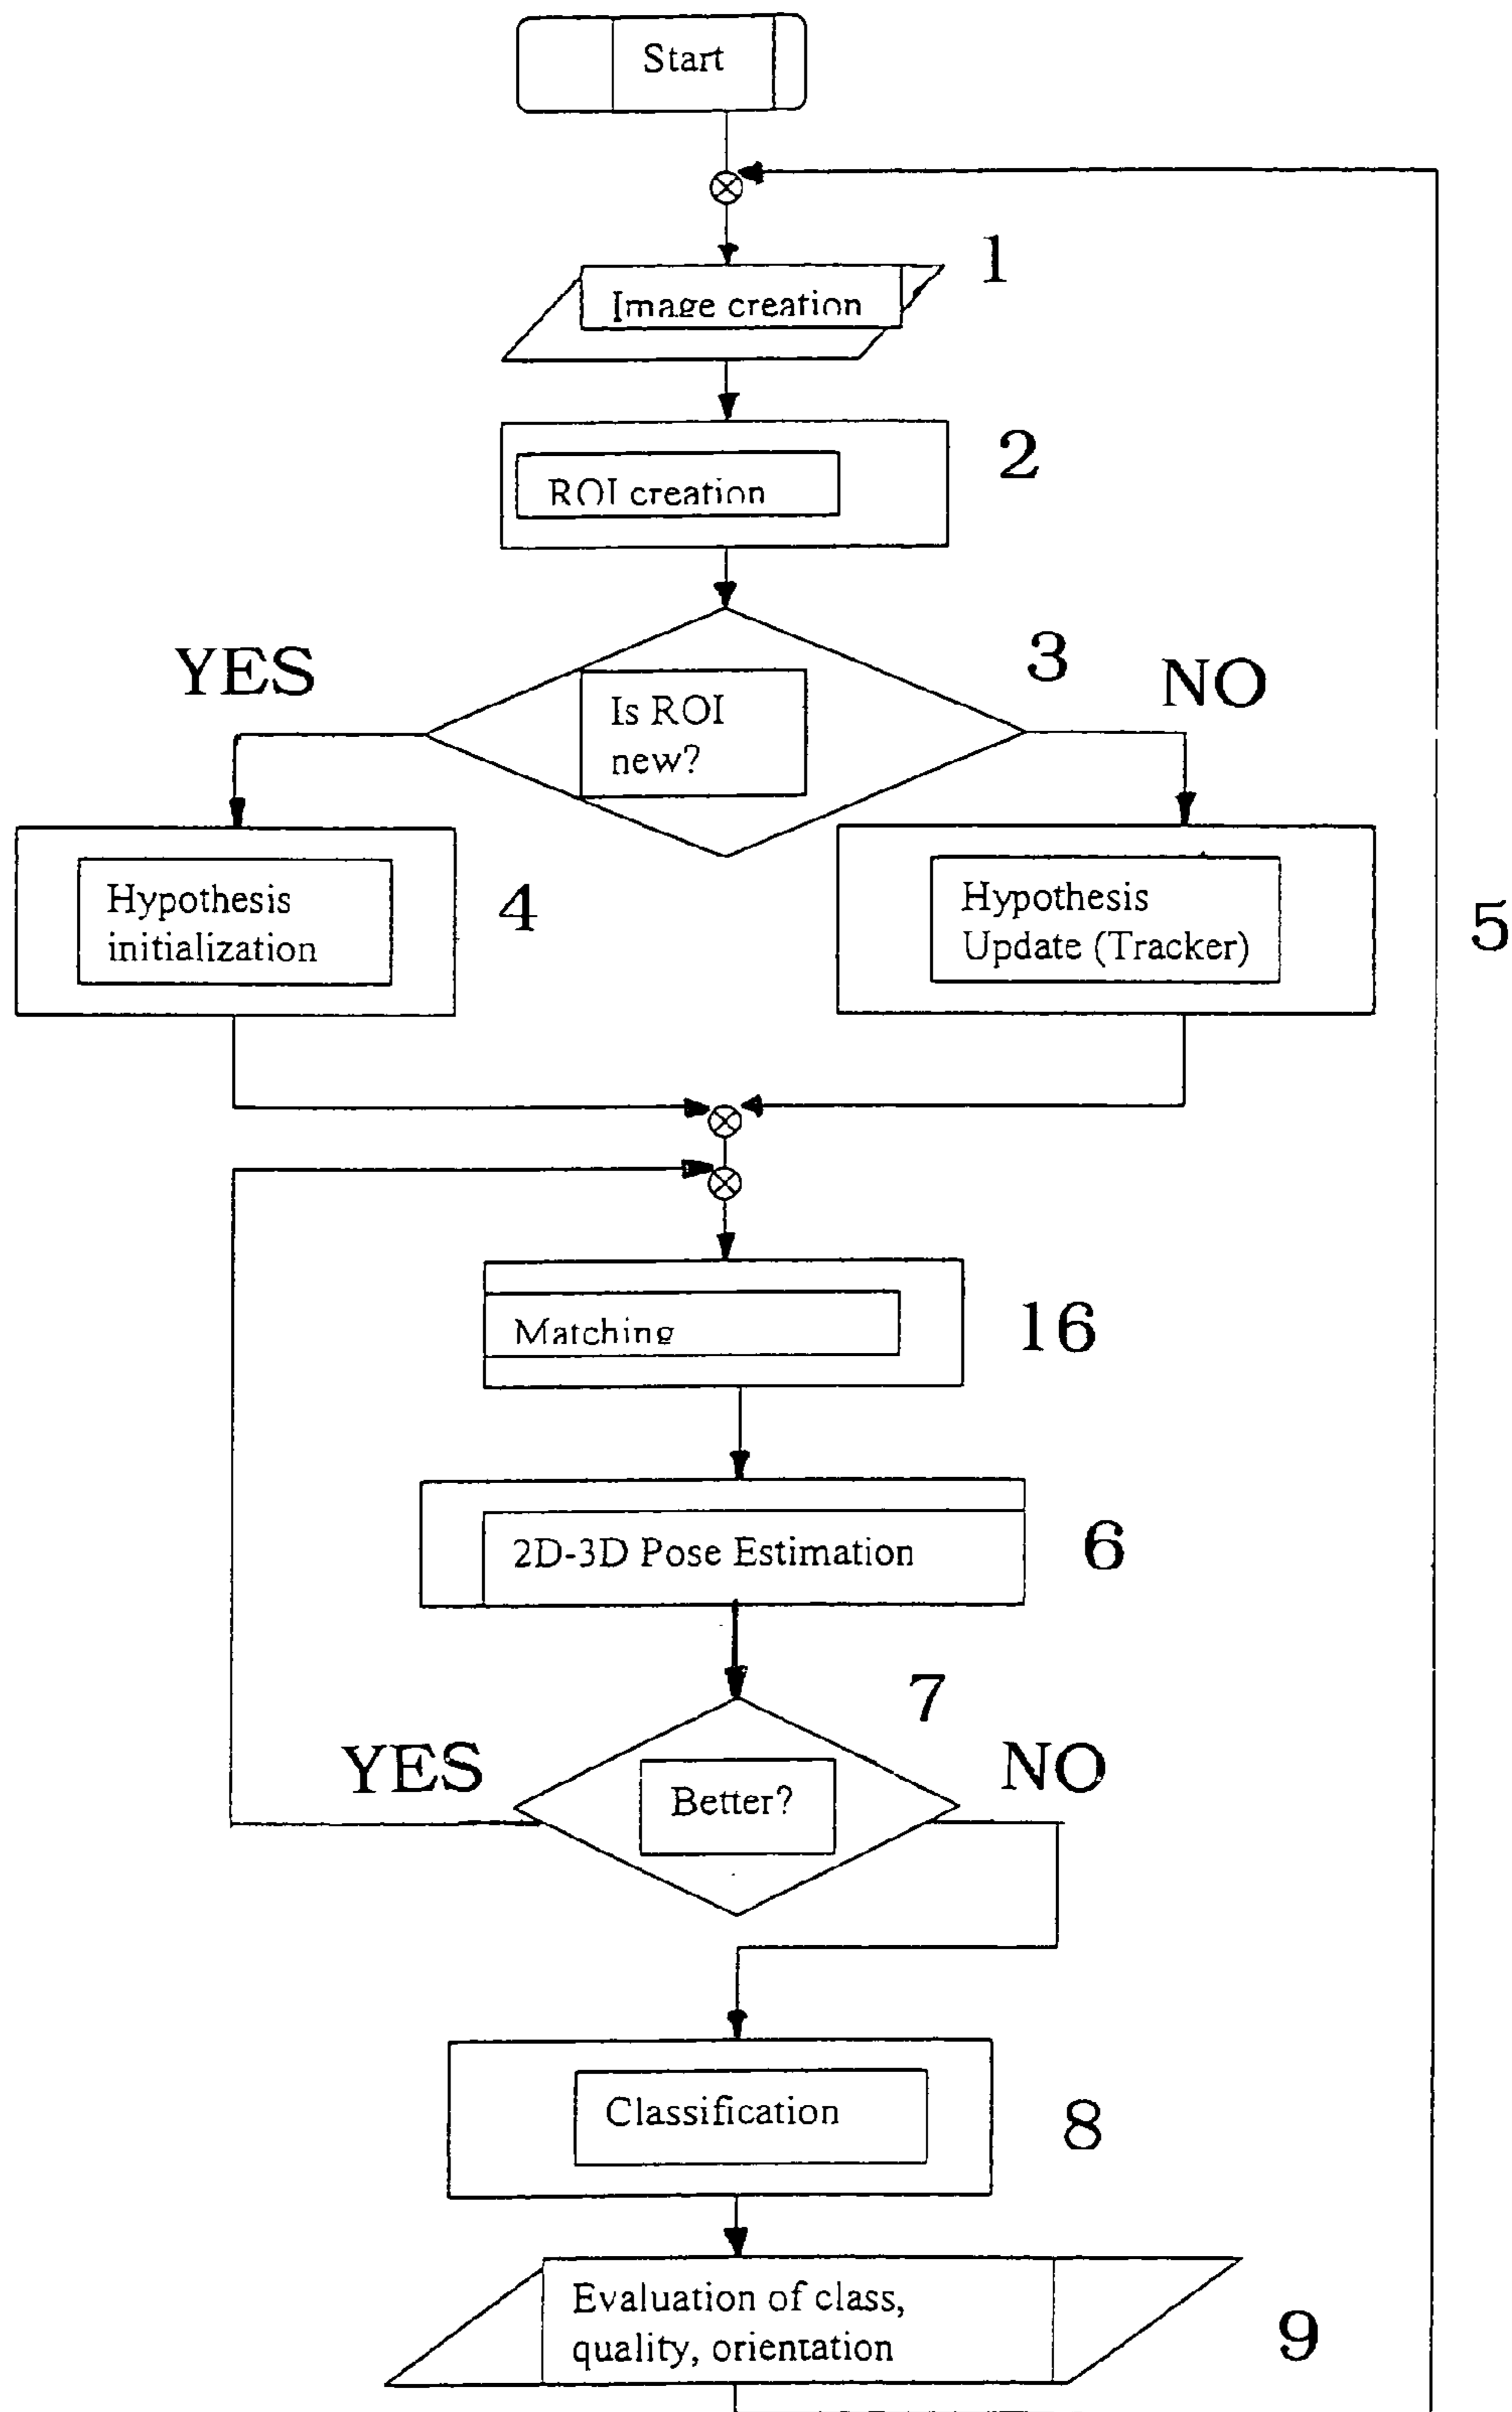 Start
1
Image creation
2
ROI creation
3
YES
NO
Is ROI
new?
Hypothesis
initialization
4
Hypothesis
Update (Tracker)
5
Matching
16
2D-3D Pose Estimation
6
7
YES
NO
Better?
Classification
8
Evaluation of class,
quality, orientation
9